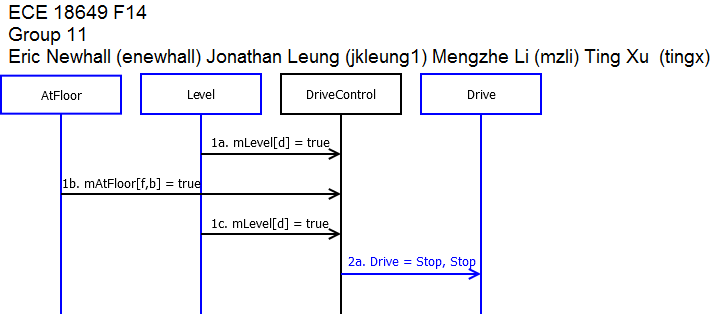 ECE 18649 F14
Group 11
Eric Newhall (enewhall) Jonathan Leung (jkleung1) Mengzhe Li (mzli) Ting Xu  (tingx)
AtFloor Level DriveControl Drive
1a. mLevel[d] = true
1b. mAtFloor[f,b] = true
1c. mLevel[d] = true
2a. Drive = Stop, Stop